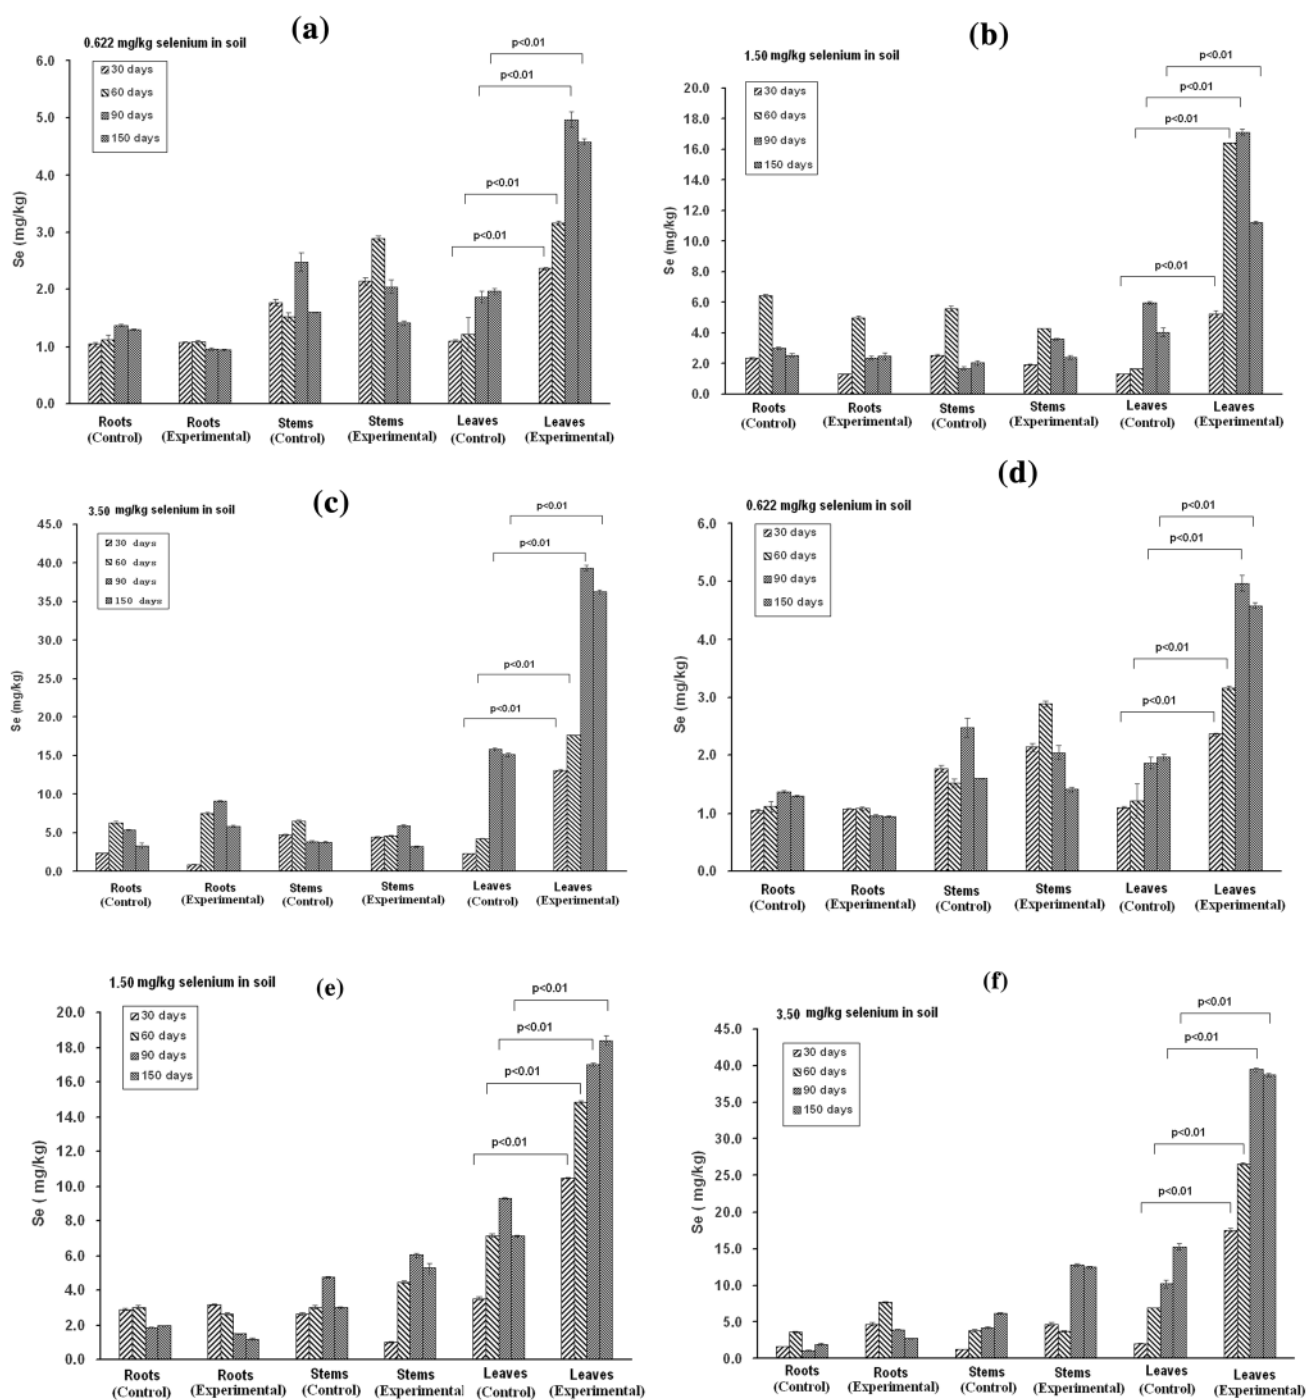 (a)
0.622 mg/kg selenium in soil
30 days
60 days
90 days
150 days
p<0.01
p<0.01
p<0.01
p<0.01
Se (mg/kg)
6.0
5.0
4.0
3.0
2.0
1.0
0.0
Roots (Control)
Roots (Experimental)
Stems (Control)
Stems (Experimental)
Leaves (Control)
Leaves (Experimental)
(b)
1.50 mg/kg selenium in soil
30 days
60 days
90 days
150 days
p<0.01
p<0.01
p<0.01
p<0.01
Se (mg/kg)
20.0
18.0
16.0
14.0
12.0
10.0
8.0
6.0
4.0
2.0
0.0
Roots (Control)
Roots (Experimental)
Stems (Control)
Stems (Experimental)
Leaves (Control)
Leaves (Experimental)
(c)
3.50 mg/kg selenium in soil
30 days
60 days
90 days
150 days
p<0.01
p<0.01
p<0.01
p<0.01
Se (mg/kg)
45.0
40.0
35.0
30.0
25.0
20.0
15.0
10.0
5.0
0.0
Roots (Control)
Roots (Experimental)
Stems (Control)
Stems (Experimental)
Leaves (Control)
Leaves (Experimental)
(d)
0.622 mg/kg selenium in soil
30 days
60 days
90 days
150 days
p<0.01
p<0.01
p<0.01
p<0.01
Se (mg/kg)
6.0
5.0
4.0
3.0
2.0
1.0
0.0
Roots (Control)
Roots (Experimental)
Stems (Control)
Stems (Experimental)
Leaves (Control)
Leaves (Experimental)
(e)
1.50 mg/kg selenium in soil
30 days
60 days
90 days
150 days
p<0.01
p<0.01
p<0.01
p<0.01
Se ( mg/kg)
20.0
18.0
16.0
14.0
12.0
10.0
8.0
6.0
4.0
2.0
0.0
Roots (Control)
Roots (Experimental)
Stems (Control)
Stems (Experimental)
Leaves (Control)
Leaves (Experimental)
(f)
3.50 mg/kg selenium in soil
30 days
60 days
90 days
150 days
p<0.01
p<0.01
p<0.01
p<0.01
Se ( mg/kg)
45.0
40.0
35.0
30.0
25.0
20.0
15.0
10.0
5.0
0.0
Roots (Control)
Roots (Experimental)
Stems (Control)
Stems (Experimental)
Leaves (Control)
Leaves (Experimental)